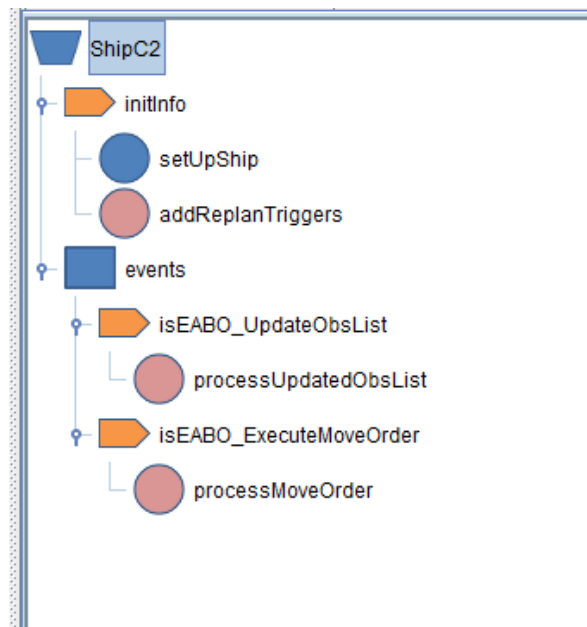 ShipC2
initInfo
setUpShip
addReplanTriggers
events
isEABO_UpdateObsList
processUpdatedObsList
isEABO_ExecuteMoveOrder
processMoveOrder